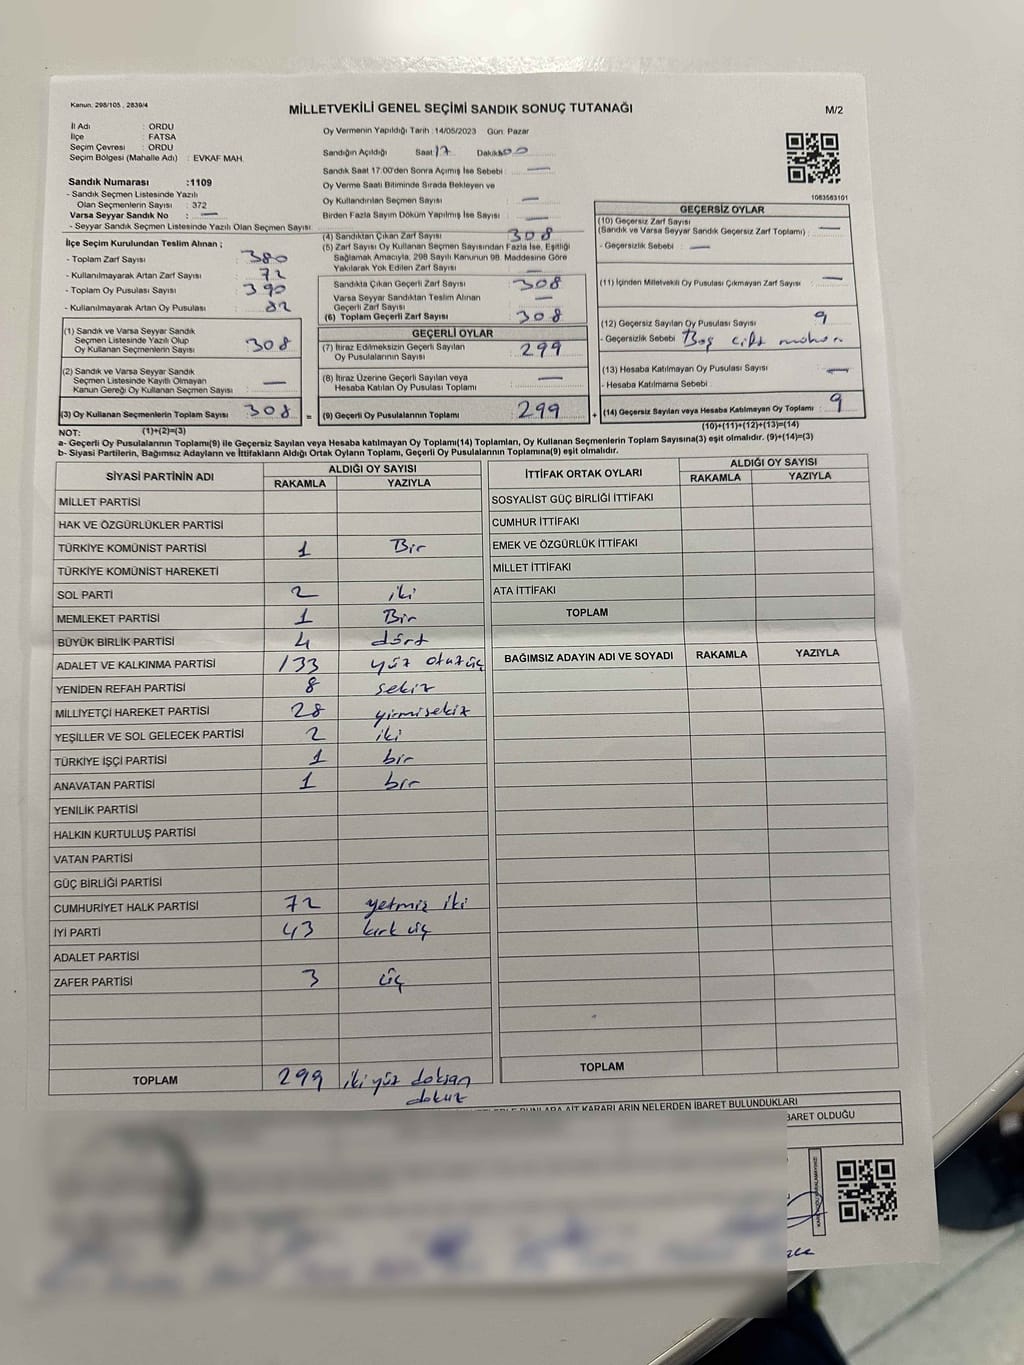 Kanun: 298/105 , 2839/4
MİLLETVEKİLİ GENEL SEÇİMİ SANDIK SONUÇ TUTANAĞI
M/2
İl Adı : ORDU
İlçe : FATSA
Seçim Çevresi : ORDU
Seçim Bölgesi (Mahalle Adı) : EVKAF MAH.
Sandık Numarası :1109
- Sandık Seçmen Listesinde Yazılı
Olan Seçmenlerin Sayısı : 372
Varsa Seyyar Sandık No : —
- Seyyar Sandık Seçmen Listesinde Yazılı Olan Seçmen Sayısı:
Oy Vermenin Yapıldığı Tarih :14/05/2023 Gün: Pazar
Sandığın Açıldığı Saat 17 Dakika 00
Sandık Saat 17:00'den Sonra Açılmış İse Sebebi : —
Oy Verme Saati Bitiminde Sırada Bekleyen ve
Oy Kullandırılan Seçmen Sayısı : —
Birden Fazla Sayım Döküm Yapılmış İse Sayısı : —
1063563101
İlçe Seçim Kurulundan Teslim Alınan ;
- Toplam Zarf Sayısı : 380
- Kullanılmayarak Artan Zarf Sayısı : 72
- Toplam Oy Pusulası Sayısı : 390
- Kullanılmayarak Artan Oy Pusulası : 82
(1) Sandık ve Varsa Seyyar Sandık
Seçmen Listesinde Yazılı Olup
Oy Kullanan Seçmenlerin Sayısı : 308
(2) Sandık ve Varsa Seyyar Sandık
Seçmen Listesinde Kayıtlı Olmayan
Kanun Gereği Oy Kullanan Seçmen Sayısı : —
(3) Oy Kullanan Seçmenlerin Toplam Sayısı : 308 =
(1)+(2)=(3)
(4) Sandıktan Çıkan Zarf Sayısı : 308
(5) Zarf Sayısı Oy Kullanan Seçmen Sayısından Fazla İse, Eşitliği
Sağlamak Amacıyla, 298 Sayılı Kanunun 98. Maddesine Göre
Yakılarak Yok Edilen Zarf Sayısı : —
Sandıkta Çıkan Geçerli Zarf Sayısı : 308
Varsa Seyyar Sandıktan Teslim Alınan
Geçerli Zarf Sayısı : —
(6) Toplam Geçerli Zarf Sayısı : 308
GEÇERLİ OYLAR
(7) İtiraz Edilmeksizin Geçerli Sayılan
Oy Pusulalarının Sayısı : 299
(8) İtiraz Üzerine Geçerli Sayılan veya
Hesaba Katılan Oy Pusulası Toplamı : —
(9) Geçerli Oy Pusulalarının Toplamı : 299 +
GEÇERSİZ OYLAR
(10) Geçersiz Zarf Sayısı
(Sandık ve Varsa Seyyar Sandık Geçersiz Zarf Toplamı) : —
- Geçersizlik Sebebi : —
(11) İçinden Milletvekili Oy Pusulası Çıkmayan Zarf Sayısı : —
(12) Geçersiz Sayılan Oy Pusulası Sayısı : 9
- Geçersizlik Sebebi : Boş çift mühür
(13) Hesaba Katılmayan Oy Pusulası Sayısı : —
- Hesaba Katılmama Sebebi :
(14) Geçersiz Sayılan veya Hesaba Katılmayan Oy Toplamı : 9
(10)+(11)+(12)+(13)=(14)
NOT:
a- Geçerli Oy Pusulalarının Toplamı(9) ile Geçersiz Sayılan veya Hesaba katılmayan Oy Toplamı(14) Toplamları, Oy Kullanan Seçmenlerin Toplam Sayısına(3) eşit olmalıdır. (9)+(14)=(3)
b- Siyasi Partilerin, Bağımsız Adayların ve İttifakların Aldığı Ortak Oyların Toplamı, Geçerli Oy Pusulalarının Toplamına(9) eşit olmalıdır.
SİYASİ PARTİNİN ADI ALDIĞI OY SAYISI
RAKAMLA YAZIYLA
MİLLET PARTİSİ
HAK VE ÖZGÜRLÜKLER PARTİSİ
TÜRKİYE KOMÜNİST PARTİSİ 1 Bir
TÜRKİYE KOMÜNİST HAREKETİ
SOL PARTİ 2 iki
MEMLEKET PARTİSİ 1 Bir
BÜYÜK BİRLİK PARTİSİ 4 dört
ADALET VE KALKINMA PARTİSİ 133 yüz otuz üç
YENİDEN REFAH PARTİSİ 8 sekiz
MİLLİYETÇİ HAREKET PARTİSİ 28 yirmisekiz
YEŞİLLER VE SOL GELECEK PARTİSİ 2 iki
TÜRKİYE İŞÇİ PARTİSİ 1 bir
ANAVATAN PARTİSİ 1 bir
YENİLİK PARTİSİ
HALKIN KURTULUŞ PARTİSİ
VATAN PARTİSİ
GÜÇ BİRLİĞİ PARTİSİ
CUMHURİYET HALK PARTİSİ 72 yetmiş iki
İYİ PARTİ 43 kırk üç
ADALET PARTİSİ
ZAFER PARTİSİ 3 üç
TOPLAM 299 iki yüz doksan
dokuz
İTTİFAK ORTAK OYLARI ALDIĞI OY SAYISI
RAKAMLA YAZIYLA
SOSYALİST GÜÇ BİRLİĞİ İTTİFAKI
CUMHUR İTTİFAKI
EMEK VE ÖZGÜRLÜK İTTİFAKI
MİLLET İTTİFAKI
ATA İTTİFAKI
TOPLAM
BAĞIMSIZ ADAYIN ADI VE SOYADI RAKAMLA YAZIYLA
TOPLAM
BUNLARA AİT KARARLARIN NELERDEN İBARET BULUNDUKLARI
İBARET OLDUĞU